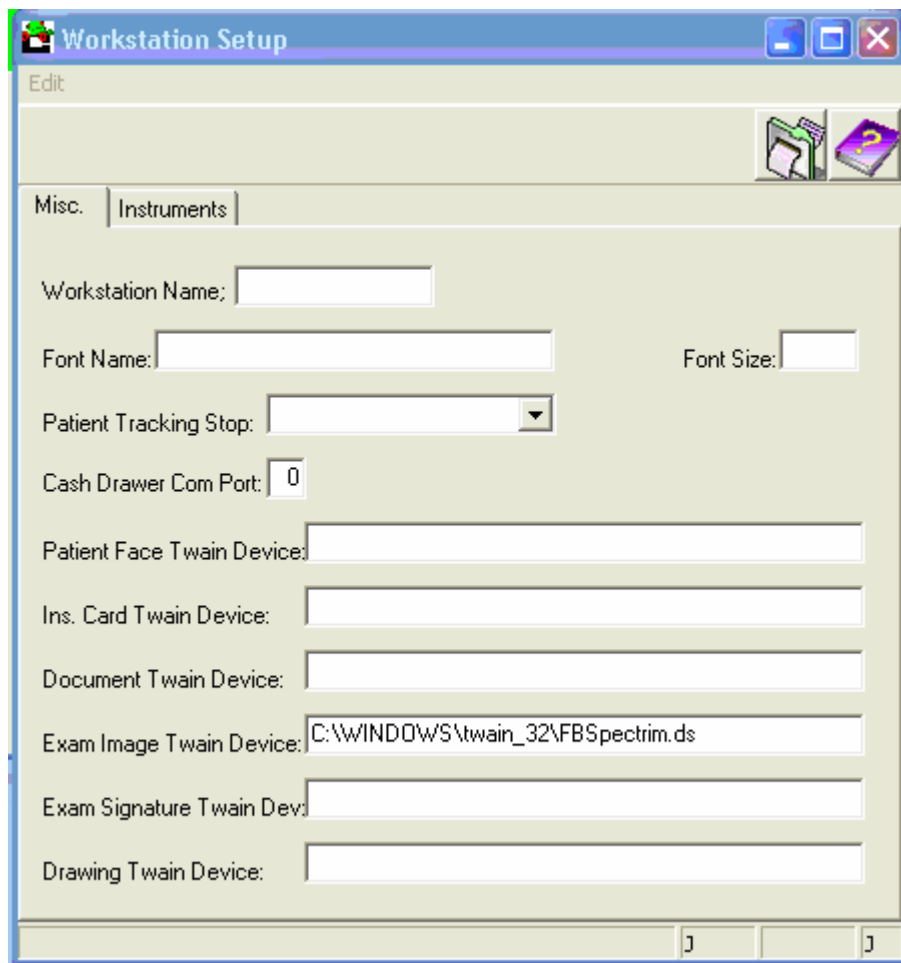 Workstation Setup
Edit
Misc. Instruments
Workstation Name;
Font Name: Font Size:
Patient Tracking Stop:
Cash Drawer Com Port: 0
Patient Face Twain Device:
Ins. Card Twain Device:
Document Twain Device:
Exam Image Twain Device: C:\WINDOWS\twain_32\FBSpectrim.ds
Exam Signature Twain Dev:
Drawing Twain Device:
J J